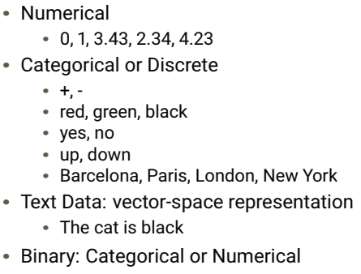 • Numerical
• 0, 1, 3.43, 2.34, 4.23
• Categorical or Discrete
• +, -
• red, green, black
• yes, no
• up, down
• Barcelona, Paris, London, New York
• Text Data: vector-space representation
• The cat is black
• Binary: Categorical or Numerical